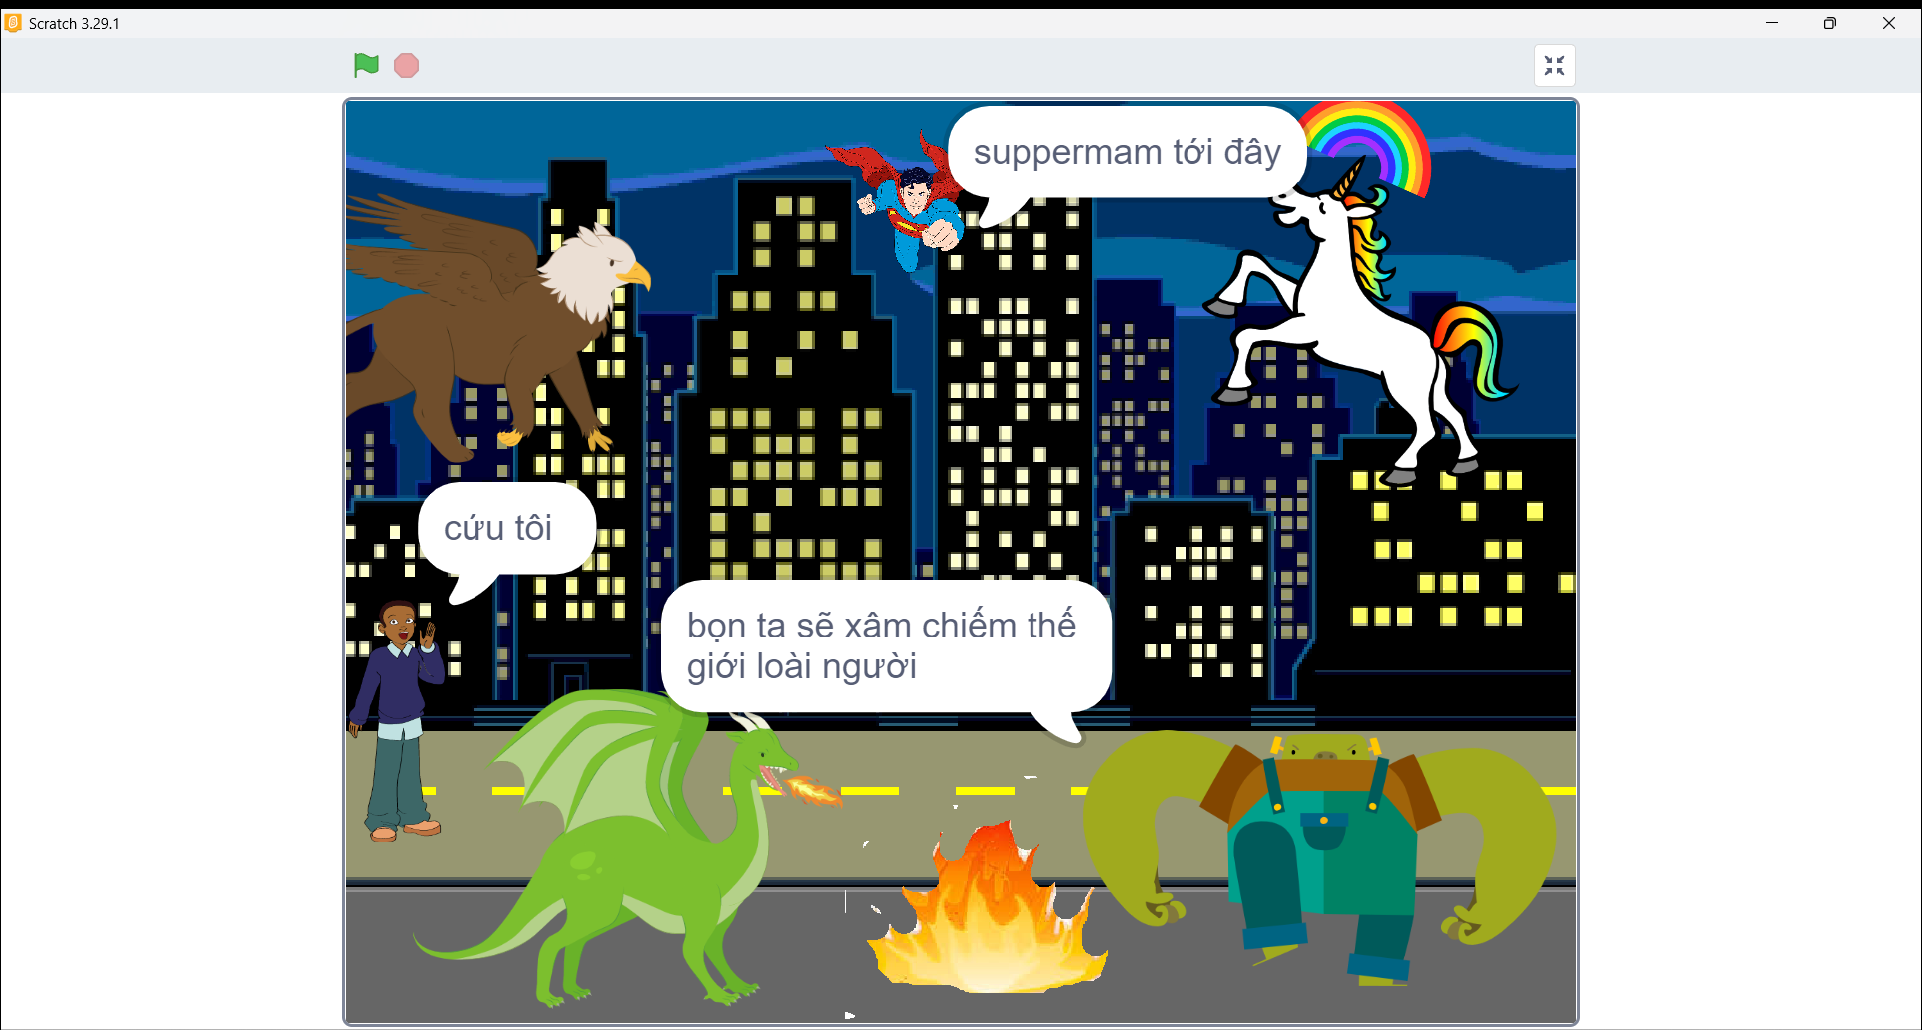 Scratch 3.29.1
suppermam tới đây
cứu tôi
bọn ta sẽ xâm chiếm thế
giới loài người